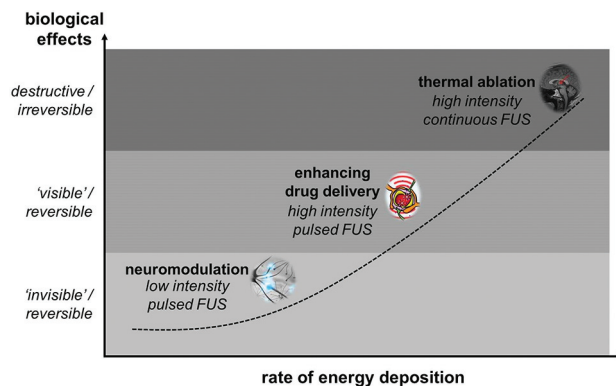 biological
effects
destructive /
irreversible
thermal ablation
high intensity
continuous FUS
'visible'/
reversible
enhancing
drug delivery
high intensity
pulsed FUS
'invisible'/
reversible
neuromodulation
low intensity
pulsed FUS
rate of energy deposition